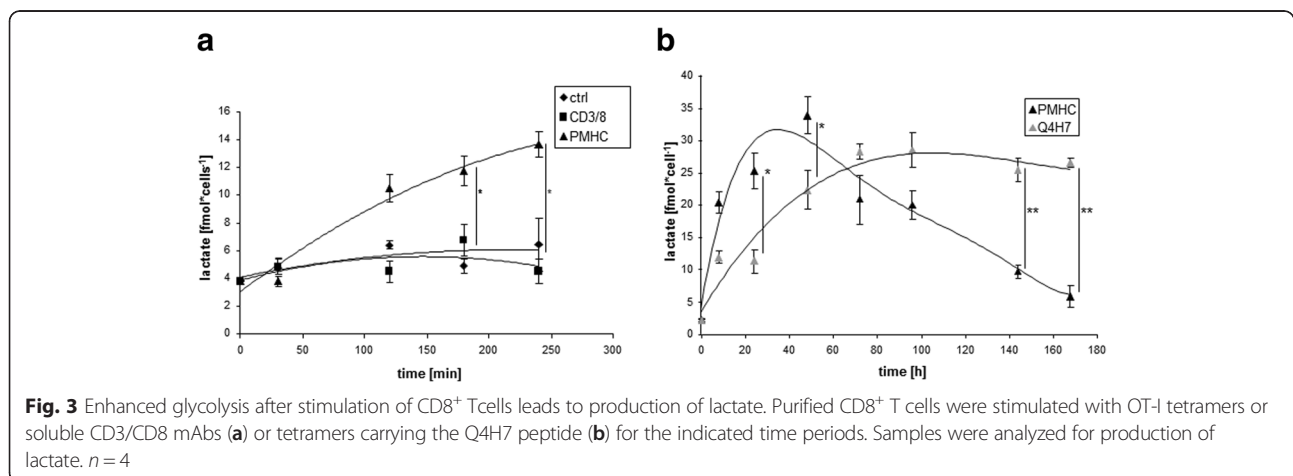 a
b
ctrl
CD3/8
PMHC
lactate [fmol*cells-1]
16
14
12
10
8
6
4
2
0
*
*
0 50 100 150 200 250 300
time [min]
PMHC
Q4H7
lactate [fmol*cell-1]
40
35
30
25
20
15
10
5
0
*
*
**
**
0 20 40 60 80 100 120 140 160 180
time [h]
Fig. 3 Enhanced glycolysis after stimulation of CD8+ Tcells leads to production of lactate. Purified CD8+ T cells were stimulated with OT-I tetramers or
soluble CD3/CD8 mAbs (a) or tetramers carrying the Q4H7 peptide (b) for the indicated time periods. Samples were analyzed for production of
lactate. n = 4